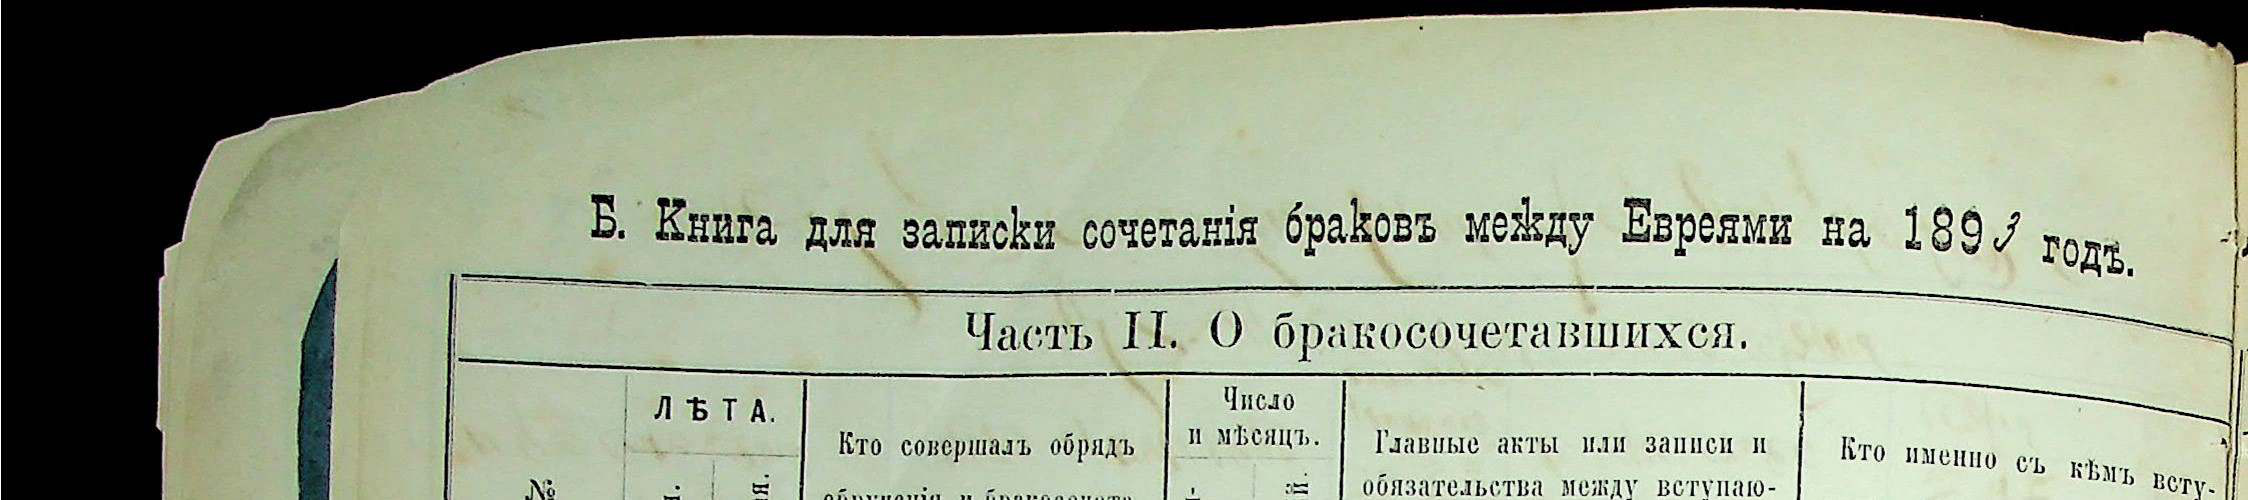 Б. Книга для записки сочетанія браковъ между Евреями на 1893 годъ.
Часть II. О бракосочетавшихся.
№
ЛѢТА.
Кто совершалъ обрядъ
Число
и мѣсяцъ.
Главные акты или записи и
обязательства между вступаю-
Кто именно съ кѣмъ всту-